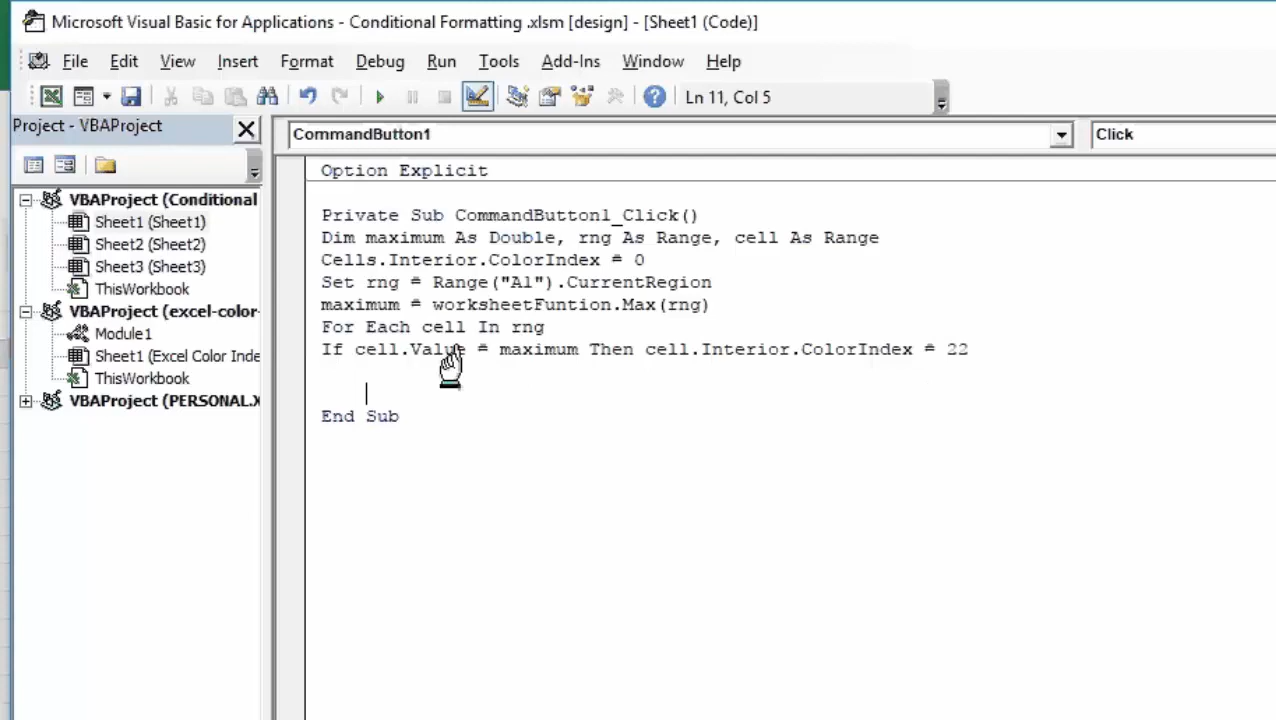 Microsoft Visual Basic for Applications - Conditional Formatting .xlsm [design] - [Sheet1 (Code)]
File Edit View Insert Format Debug Run Tools Add-Ins Window Help
Ln 11, Col 5
Project - VBAProject
CommandButton1
Click
VBAProject (Conditional
Sheet1 (Sheet1)
Sheet2 (Sheet2)
Sheet3 (Sheet3)
ThisWorkbook
VBAProject (excel-color-
Module1
Sheet1 (Excel Color Inde
ThisWorkbook
VBAProject (PERSONAL.X
Option Explicit
Private Sub CommandButton1_Click()
Dim maximum As Double, rng As Range, cell As Range
Cells.Interior.ColorIndex = 0
Set rng = Range("A1").CurrentRegion
maximum = worksheetFuntion.Max(rng)
For Each cell In rng
If cell.Value = maximum Then cell.Interior.ColorIndex = 22
End Sub